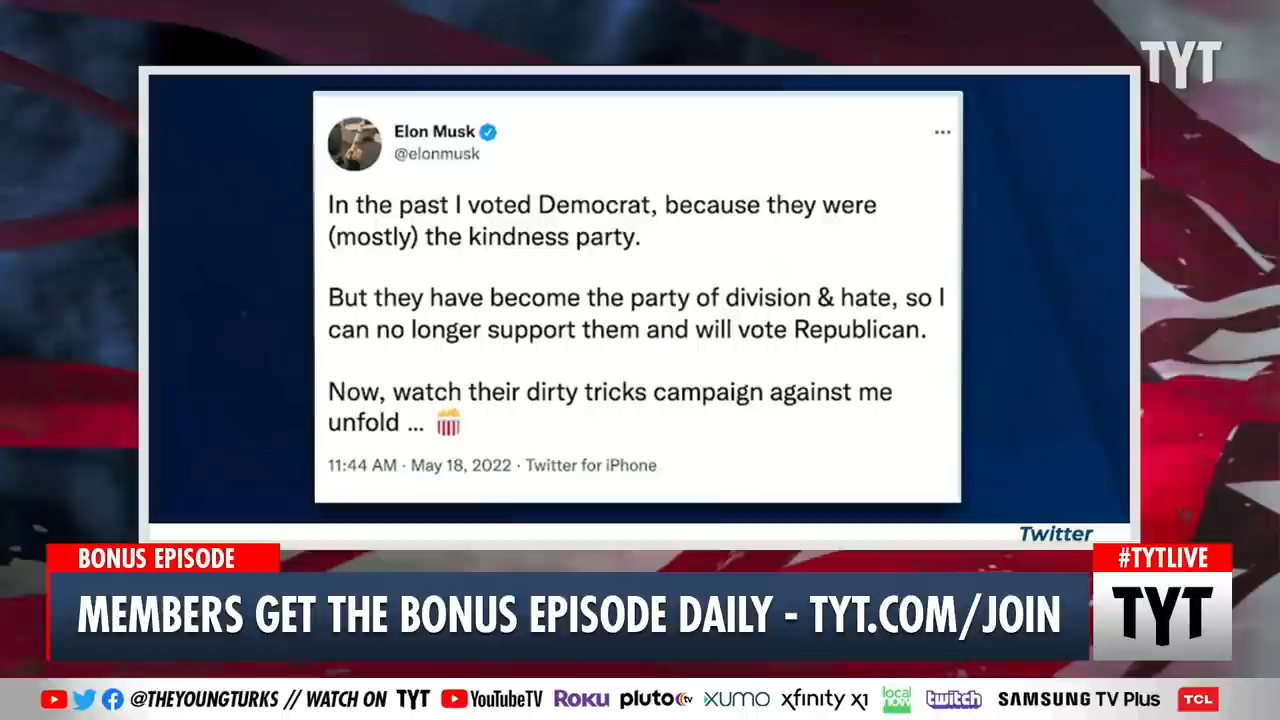 TYT
Elon Musk
@elonmusk
...
In the past I voted Democrat, because they were
(mostly) the kindness party.
But they have become the party of division & hate, so I
can no longer support them and will vote Republican.
Now, watch their dirty tricks campaign against me
unfold ... 🍿
11:44 AM · May 18, 2022 · Twitter for iPhone
Twitter
BONUS EPISODE
#TYTLIVE
MEMBERS GET THE BONUS EPISODE DAILY - TYT.COM/JOIN
TYT
@THEYOUNGTURKS // WATCH ON TYT YouTubeTV ROKU pluto tv XUMO xfinity x1 local now twitch SAMSUNG TV Plus TCL